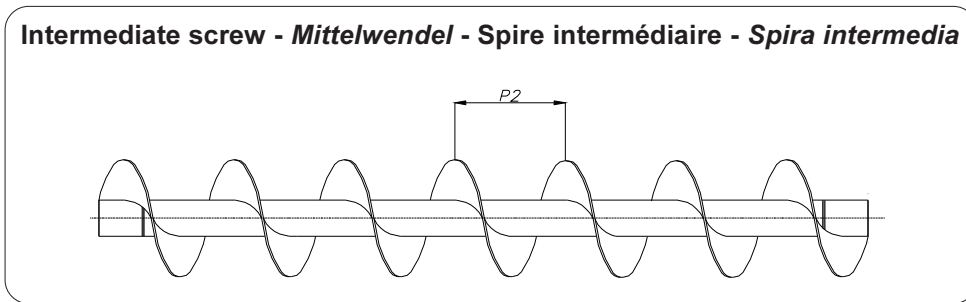 Intermediate screw - Mittelwendel - Spire intermédiaire - Spira intermedia
P2